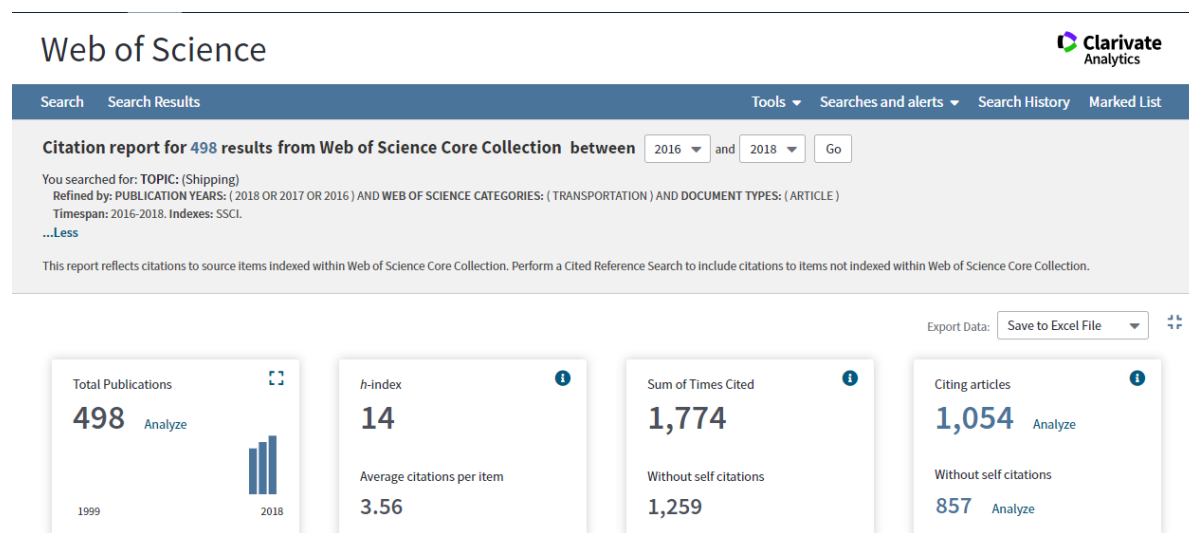 Web of Science
Clarivate
Analytics
Search Search Results Tools Searches and alerts Search History Marked List
Citation report for 498 results from Web of Science Core Collection between 2016 and 2018 Go
You searched for: TOPIC: (Shipping)
Refined by: PUBLICATION YEARS: ( 2018 OR 2017 OR 2016 ) AND WEB OF SCIENCE CATEGORIES: ( TRANSPORTATION ) AND DOCUMENT TYPES: ( ARTICLE )
Timespan: 2016-2018. Indexes: SSCI.
...Less
This report reflects citations to source items indexed within Web of Science Core Collection. Perform a Cited Reference Search to include citations to items not indexed within Web of Science Core Collection.
Export Data: Save to Excel File
Total Publications
498 Analyze
1999 2018
h-index
14
Average citations per item
3.56
Sum of Times Cited
1,774
Without self citations
1,259
Citing articles
1,054 Analyze
Without self citations
857 Analyze